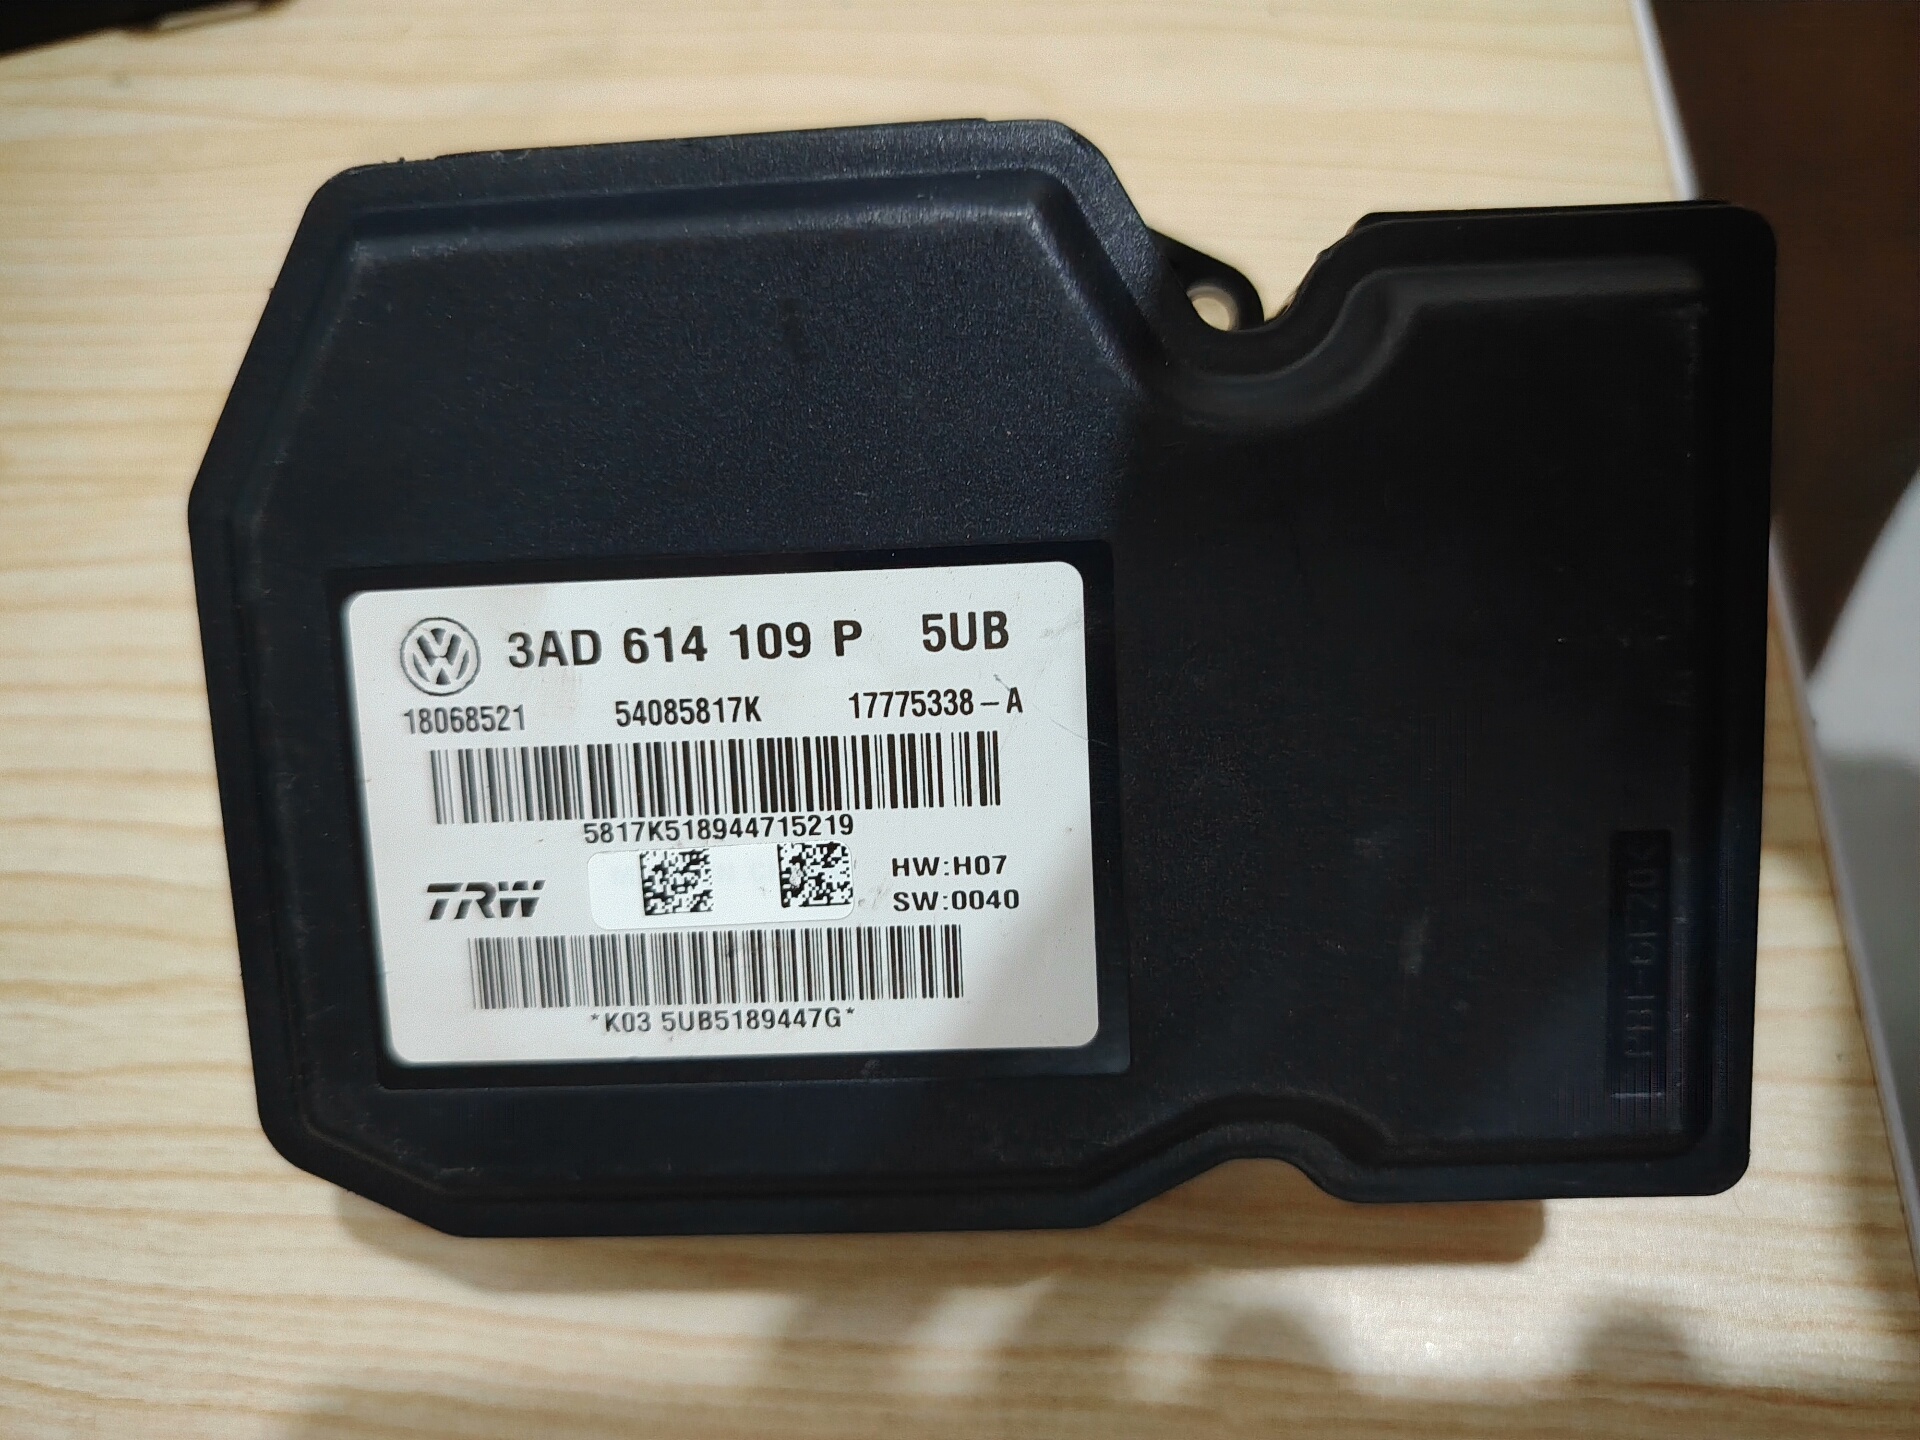 3AD 614 109 P 5UB
18068521 54085817K 17775338-A
5817K518944715219
TRW
HW:H07
SW:0040
*K03 5UB5189447G*